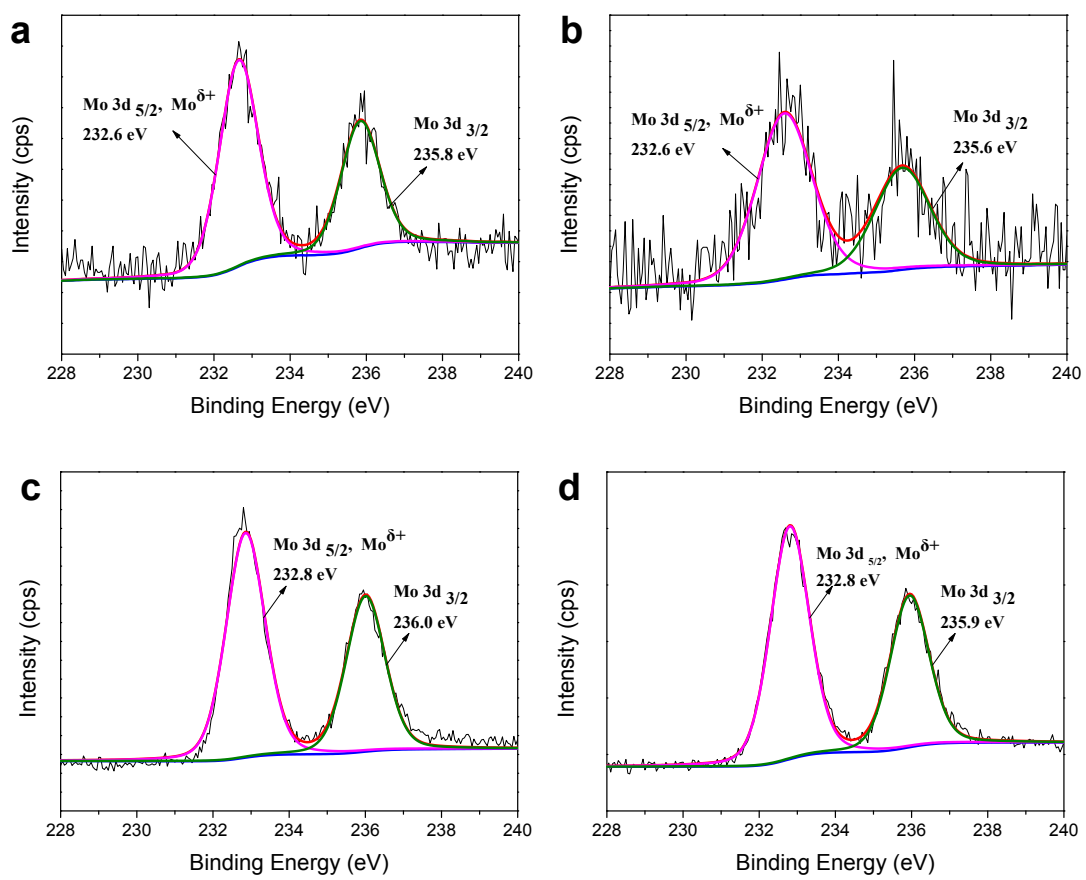 a
Intensity (cps)
Mo 3d 5/2, Mo^δ+
232.6 eV
Mo 3d 3/2
235.8 eV
228 230 232 234 236 238 240
Binding Energy (eV)
b
Intensity (cps)
Mo 3d 5/2, Mo^δ+
232.6 eV
Mo 3d 3/2
235.6 eV
228 230 232 234 236 238 240
Binding Energy (eV)
c
Intensity (cps)
Mo 3d 5/2, Mo^δ+
232.8 eV
Mo 3d 3/2
236.0 eV
228 230 232 234 236 238 240
Binding Energy (eV)
d
Intensity (cps)
Mo 3d 5/2, Mo^δ+
232.8 eV
Mo 3d 3/2
235.9 eV
228 230 232 234 236 238 240
Binding Energy (eV)